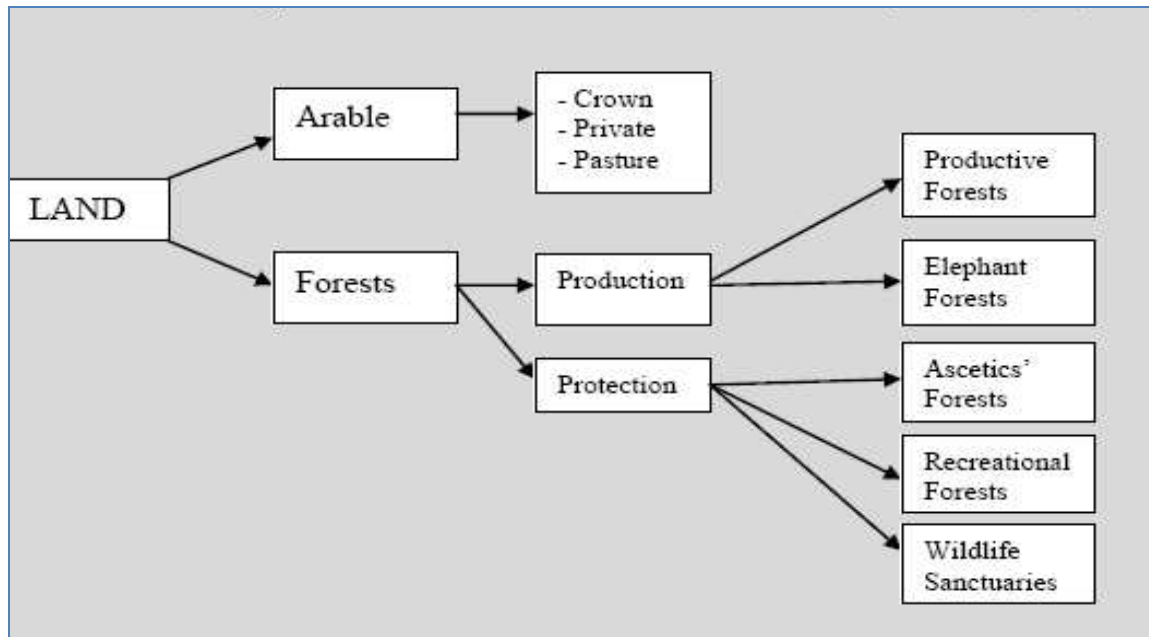 LAND
Arable
- Crown
- Private
- Pasture
Forests
Production
Protection
Productive
Forests
Elephant
Forests
Ascetics'
Forests
Recreational
Forests
Wildlife
Sanctuaries